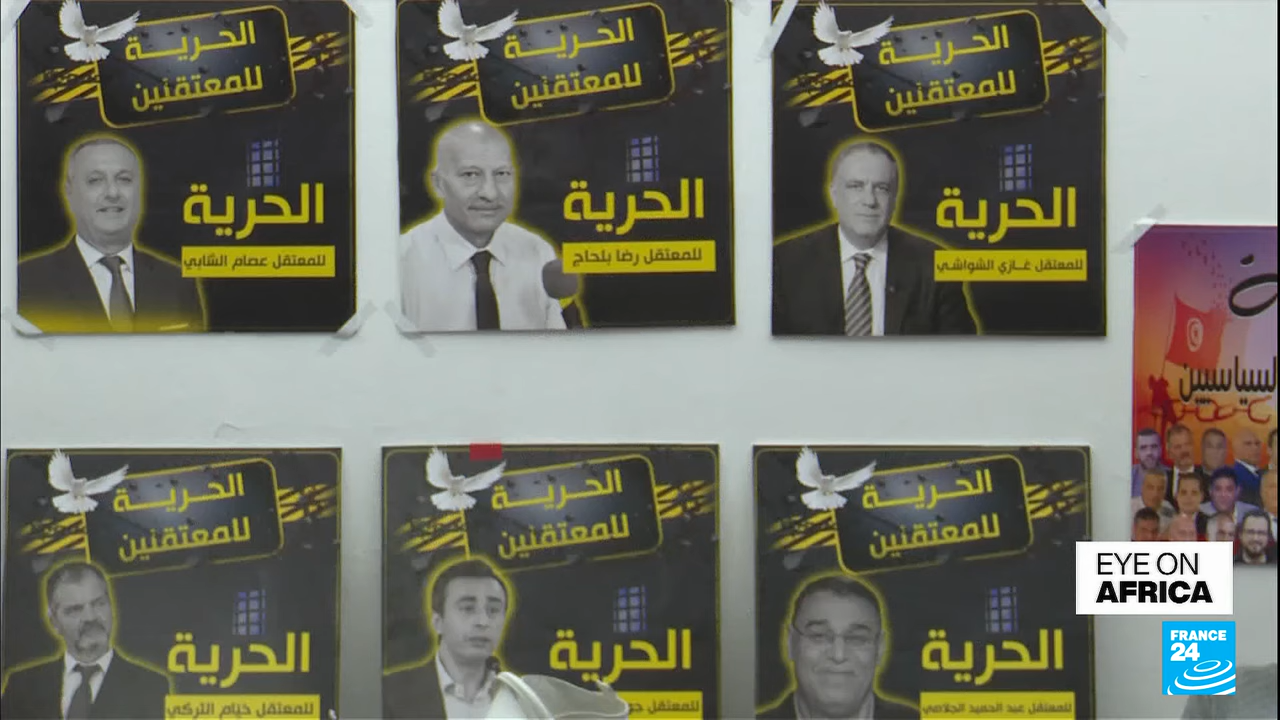 الحرية
للمعتقلين
الحرية
للمعتقل عصام الشابي
الحرية
للمعتقلين
الحرية
للمعتقل رضا بلحاج
الحرية
للمعتقلين
الحرية
للمعتقل غازي الشواشي
السياسيين
الحرية
للمعتقلين
الحرية
للمعتقل خيام التركي
الحرية
للمعتقلين
الحرية
للمعتقل
الحرية
للمعتقلين
الحرية
للمعتقل عبد الحميد الجلاصي
EYE ON
AFRICA
FRANCE
24